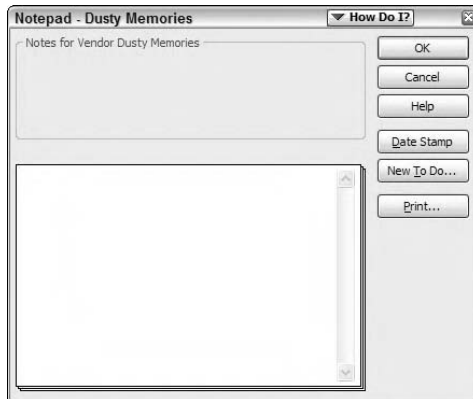 Notepad - Dusty Memories
How Do I?
Notes for Vendor Dusty Memories
OK
Cancel
Help
Date Stamp
New To Do...
Print...